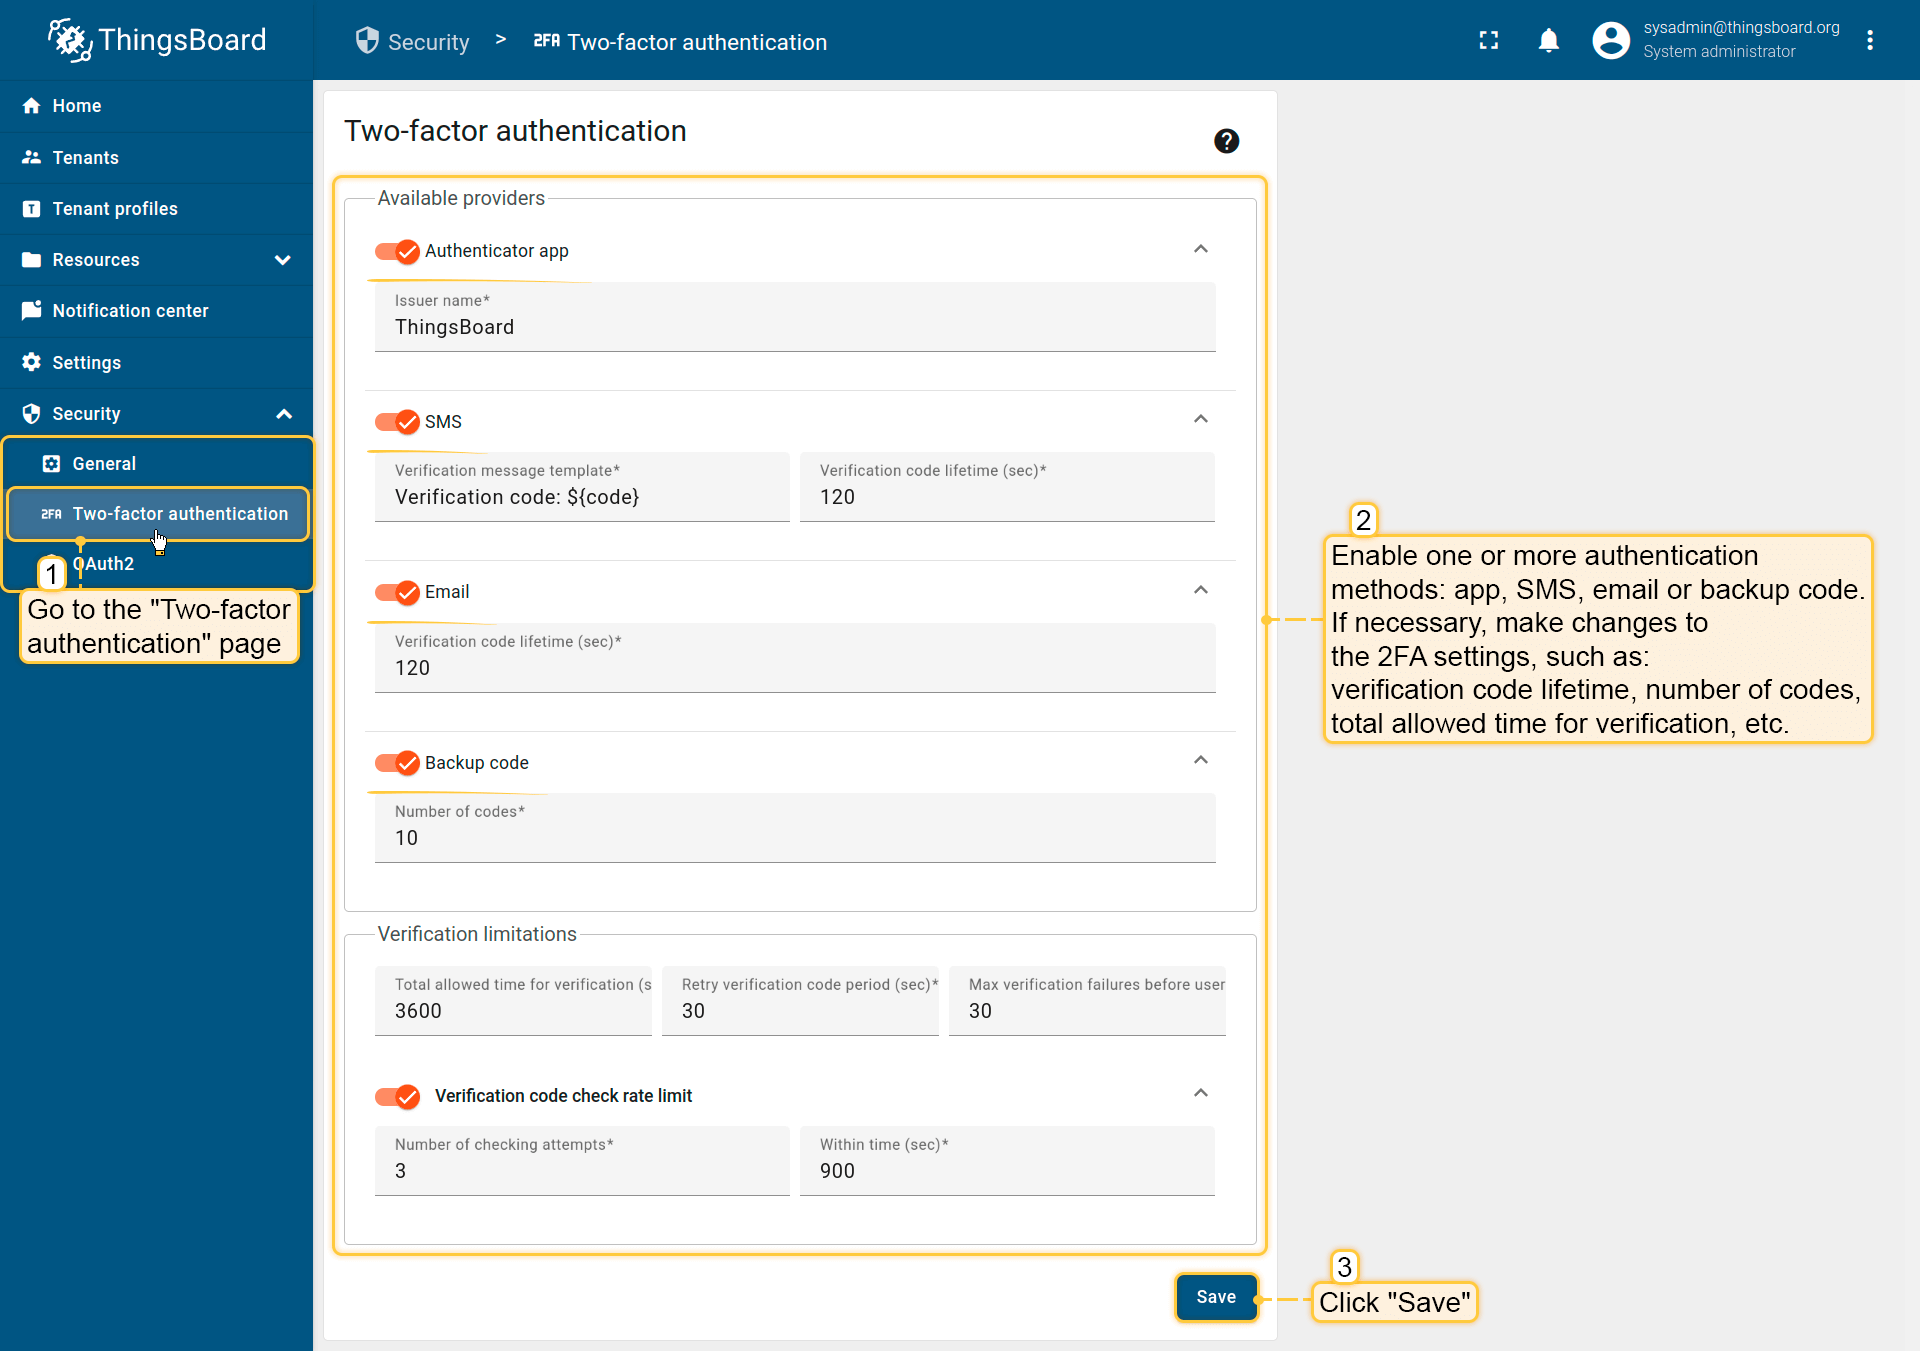 ThingsBoard
Security > 2FA Two-factor authentication
sysadmin@thingsboard.org
System administrator
Home
Tenants
Tenant profiles
Resources
Notification center
Settings
Security
General
2FA Two-factor authentication
OAuth2
1
Go to the "Two-factor
authentication" page
Two-factor authentication
?
Available providers
Authenticator app
Issuer name*
ThingsBoard
SMS
Verification message template*
Verification code: ${code}
Verification code lifetime (sec)*
120
Email
Verification code lifetime (sec)*
120
Backup code
Number of codes*
10
Verification limitations
Total allowed time for verification (s
3600
Retry verification code period (sec)*
30
Max verification failures before user
30
Verification code check rate limit
Number of checking attempts*
3
Within time (sec)*
900
Save
2
Enable one or more authentication
methods: app, SMS, email or backup code.
If necessary, make changes to
the 2FA settings, such as:
verification code lifetime, number of codes,
total allowed time for verification, etc.
3
Click "Save"